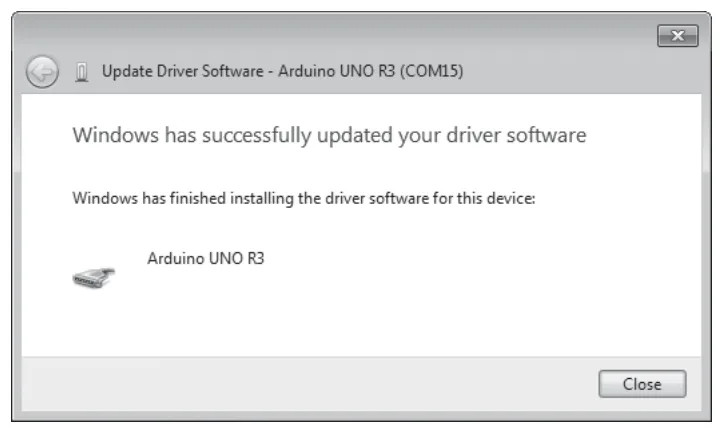 Update Driver Software - Arduino UNO R3 (COM15)
Windows has successfully updated your driver software
Windows has finished installing the driver software for this device:
Arduino UNO R3
Close